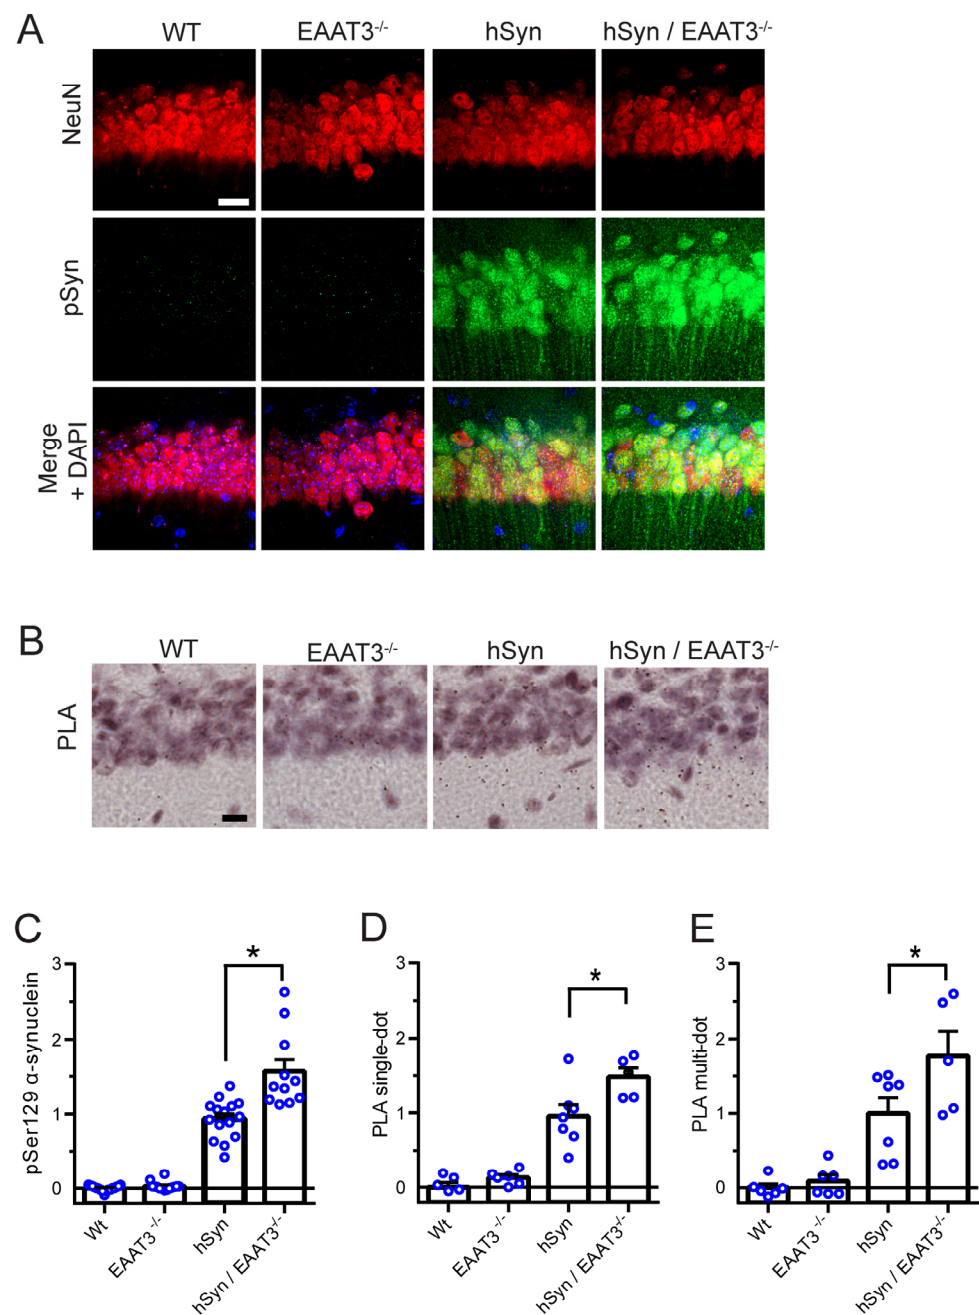 A
WT EAAT3-/- hSyn hSyn / EAAT3-/-
NeuN
pSyn
Merge
+ DAPI
B
WT EAAT3-/- hSyn hSyn / EAAT3-/-
PLA
C
pSer129 α-synuclein
3
2
1
0
*
Wt
EAAT3 -/-
hSyn
hSyn / EAAT3-/-
D
PLA single-dot
3
2
1
0
*
Wt
EAAT3 -/-
hSyn
hSyn / EAAT3-/-
E
PLA multi-dot
3
2
1
0
*
Wt
EAAT3 -/-
hSyn
hSyn / EAAT3-/-